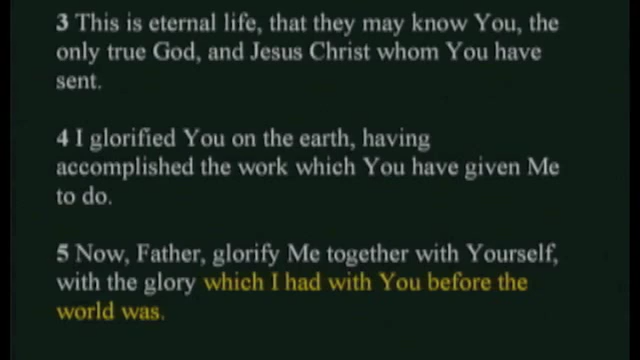 3 This is eternal life, that they may know You, the
only true God, and Jesus Christ whom You have
sent.
4 I glorified You on the earth, having
accomplished the work which You have given Me
to do.
5 Now, Father, glorify Me together with Yourself,
with the glory which I had with You before the
world was.